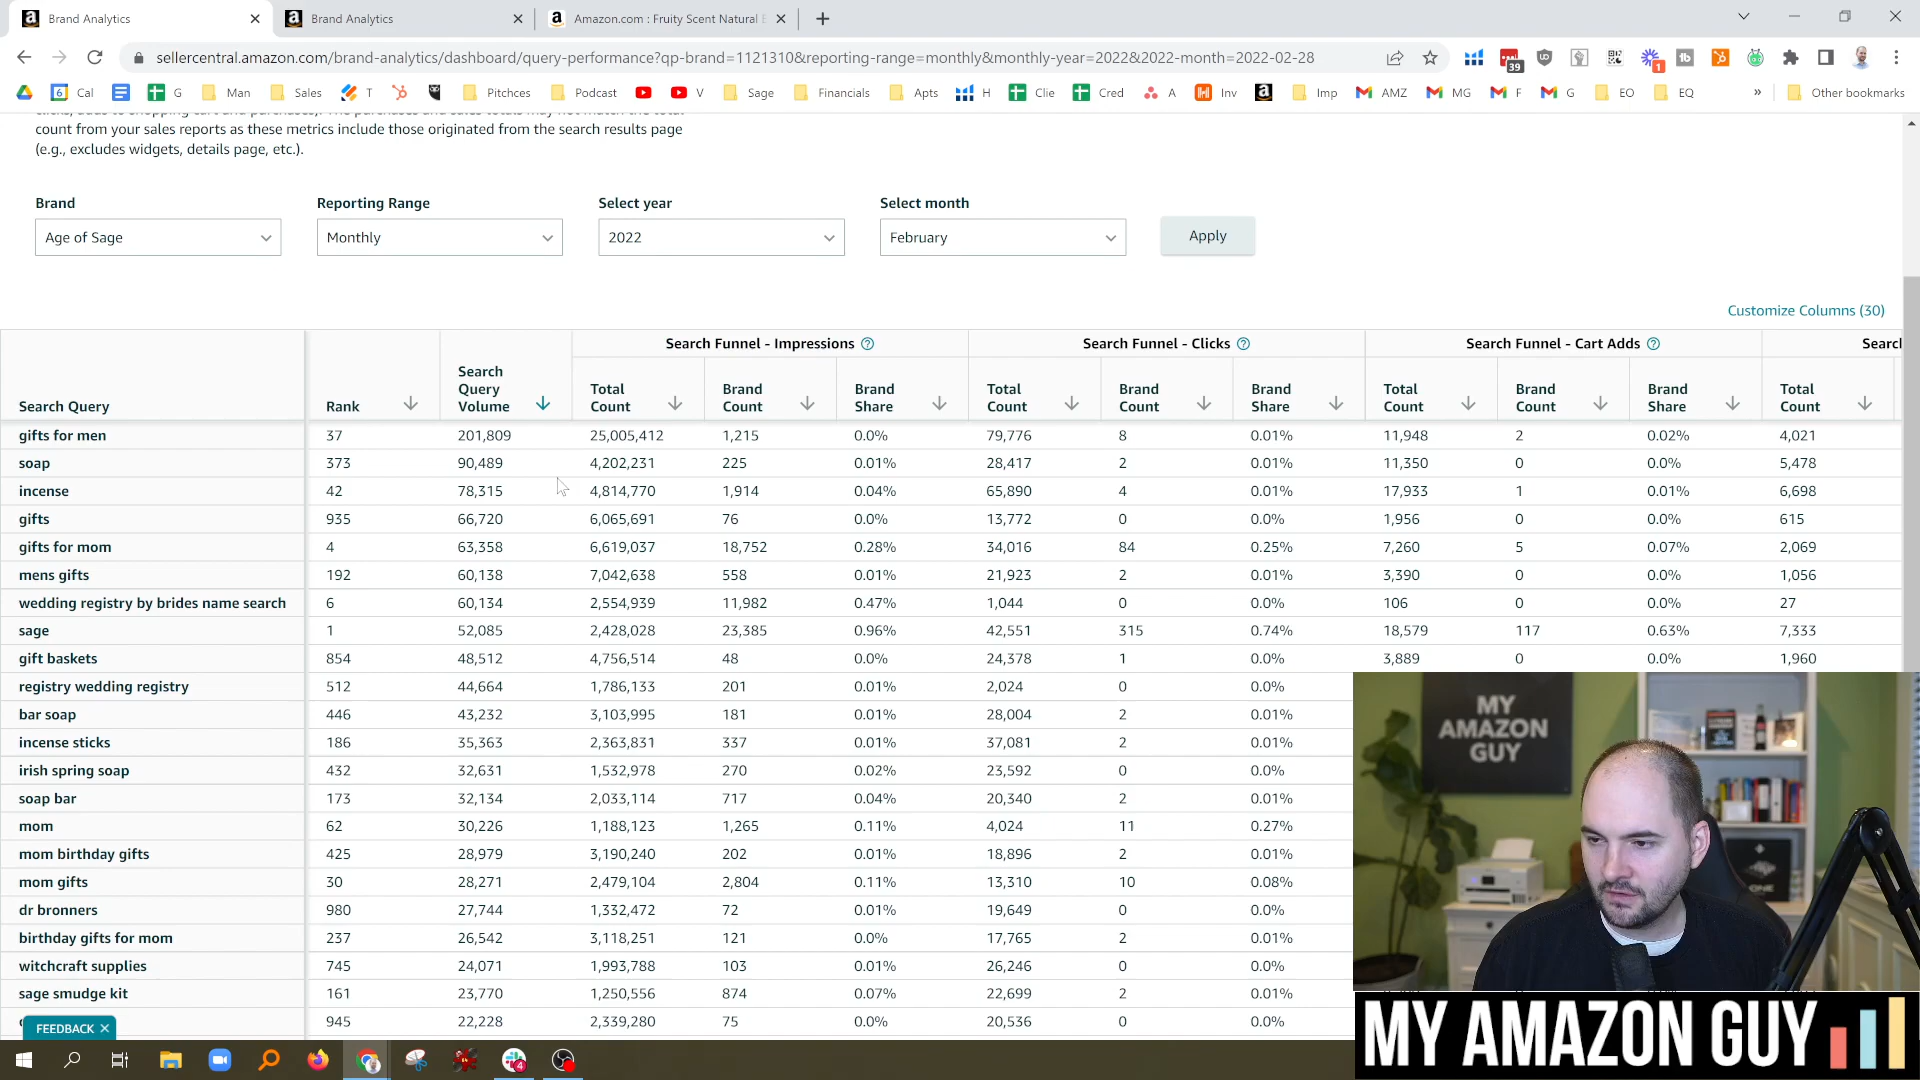 Brand Analytics
Brand Analytics
Amazon.com : Fruity Scent Natural
sellercentral.amazon.com/brand-analytics/dashboard/query-performance?qp-brand=1121310&reporting-range=monthly&monthly-year=2022&2022-month=2022-02-28
39
1
6 Cal G Man Sales T Pitchces Podcast V Sage Financials Apts H Clie Cred A Inv Imp AMZ MG F G EO EQ » Other bookmarks
count from your sales reports as these metrics include those originated from the search results page
(e.g., excludes widgets, details page, etc.).
Brand Reporting Range Select year Select month
Age of Sage Monthly 2022 February Apply
Customize Columns (30)
Search Funnel - Impressions Search Funnel - Clicks Search Funnel - Cart Adds
Search Query Rank Search Query Volume Total Count Brand Count Brand Share Total Count Brand Count Brand Share Total Count Brand Count Brand Share Total Count
gifts for men 37 201,809 25,005,412 1,215 0.0% 79,776 8 0.01% 11,948 2 0.02% 4,021
soap 373 90,489 4,202,231 225 0.01% 28,417 2 0.01% 11,350 0 0.0% 5,478
incense 42 78,315 4,814,770 1,914 0.04% 65,890 4 0.01% 17,933 1 0.01% 6,698
gifts 935 66,720 6,065,691 76 0.0% 13,772 0 0.0% 1,956 0 0.0% 615
gifts for mom 4 63,358 6,619,037 18,752 0.28% 34,016 84 0.25% 7,260 5 0.07% 2,069
mens gifts 192 60,138 7,042,638 558 0.01% 21,923 2 0.01% 3,390 0 0.0% 1,056
wedding registry by brides name search 6 60,134 2,554,939 11,982 0.47% 1,044 0 0.0% 106 0 0.0% 27
sage 1 52,085 2,428,028 23,385 0.96% 42,551 315 0.74% 18,579 117 0.63% 7,333
gift baskets 854 48,512 4,756,514 48 0.0% 24,378 1 0.0% 3,889 0 0.0% 1,960
registry wedding registry 512 44,664 1,786,133 201 0.01% 2,024 0 0.0%
bar soap 446 43,232 3,103,995 181 0.01% 28,004 2 0.01%
incense sticks 186 35,363 2,363,831 337 0.01% 37,081 2 0.01%
irish spring soap 432 32,631 1,532,978 270 0.02% 23,592 0 0.0%
soap bar 173 32,134 2,033,114 717 0.04% 20,340 2 0.01%
mom 62 30,226 1,188,123 1,265 0.11% 4,024 11 0.27%
mom birthday gifts 425 28,979 3,190,240 202 0.01% 18,896 2 0.01%
mom gifts 30 28,271 2,479,104 2,804 0.11% 13,310 10 0.08%
dr bronners 980 27,744 1,332,472 72 0.01% 19,649 0 0.0%
birthday gifts for mom 237 26,542 3,118,251 121 0.0% 17,765 2 0.01%
witchcraft supplies 745 24,071 1,993,788 103 0.01% 26,246 0 0.0%
sage smudge kit 161 23,770 1,250,556 874 0.07% 22,699 2 0.01%
945 22,228 2,339,280 75 0.0% 20,536 0 0.0%
FEEDBACK
MY
AMAZON
GUY
MY AMAZON GUY
4